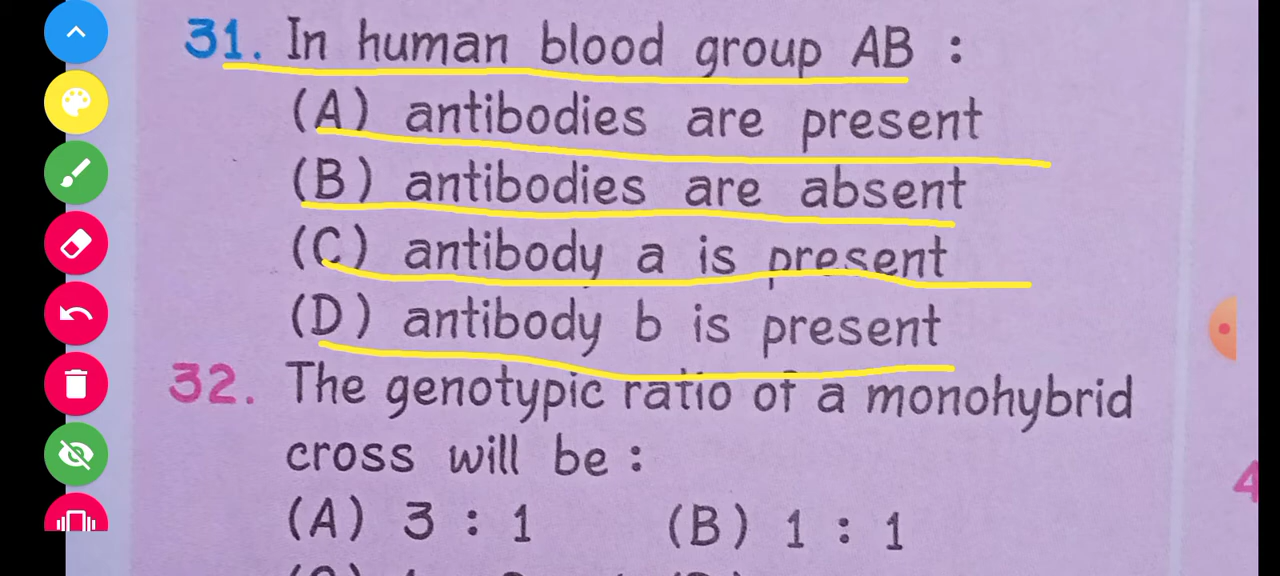 31. In human blood group AB :
(A) antibodies are present
(B) antibodies are absent
(C) antibody a is present
(D) antibody b is present
32. The genotypic ratio of a monohybrid
cross will be :
(A) 3 : 1 (B) 1 : 1
4